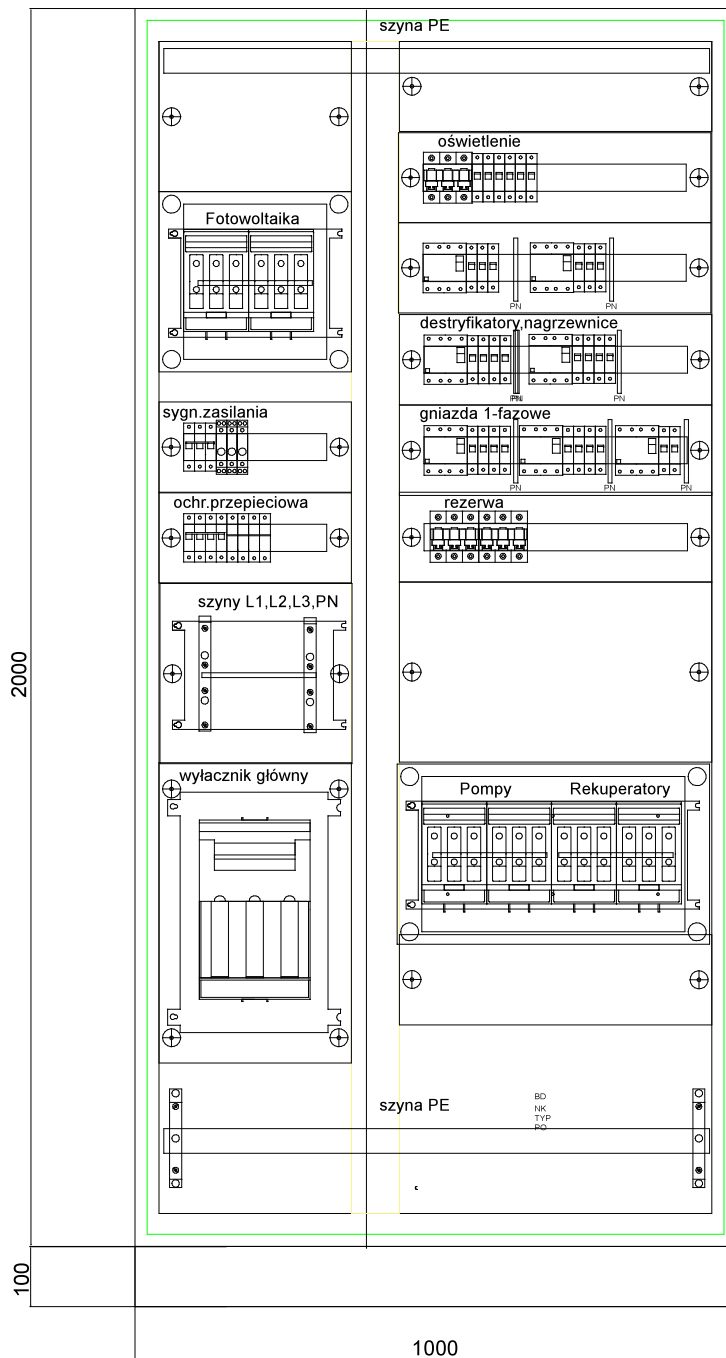 szyna PE
oświetlenie
Fotowoltaika
PN PN
destryfikatory,nagrzewnice
PN
sygn.zasilania
gniazda 1-fazowe
PN PN PN
ochr.przepieciowa
rezerwa
szyny L1,L2,L3,PN
2000
wyłacznik główny
Pompy Rekuperatory
szyna PE
BD
NK
TYP
PO
100
1000